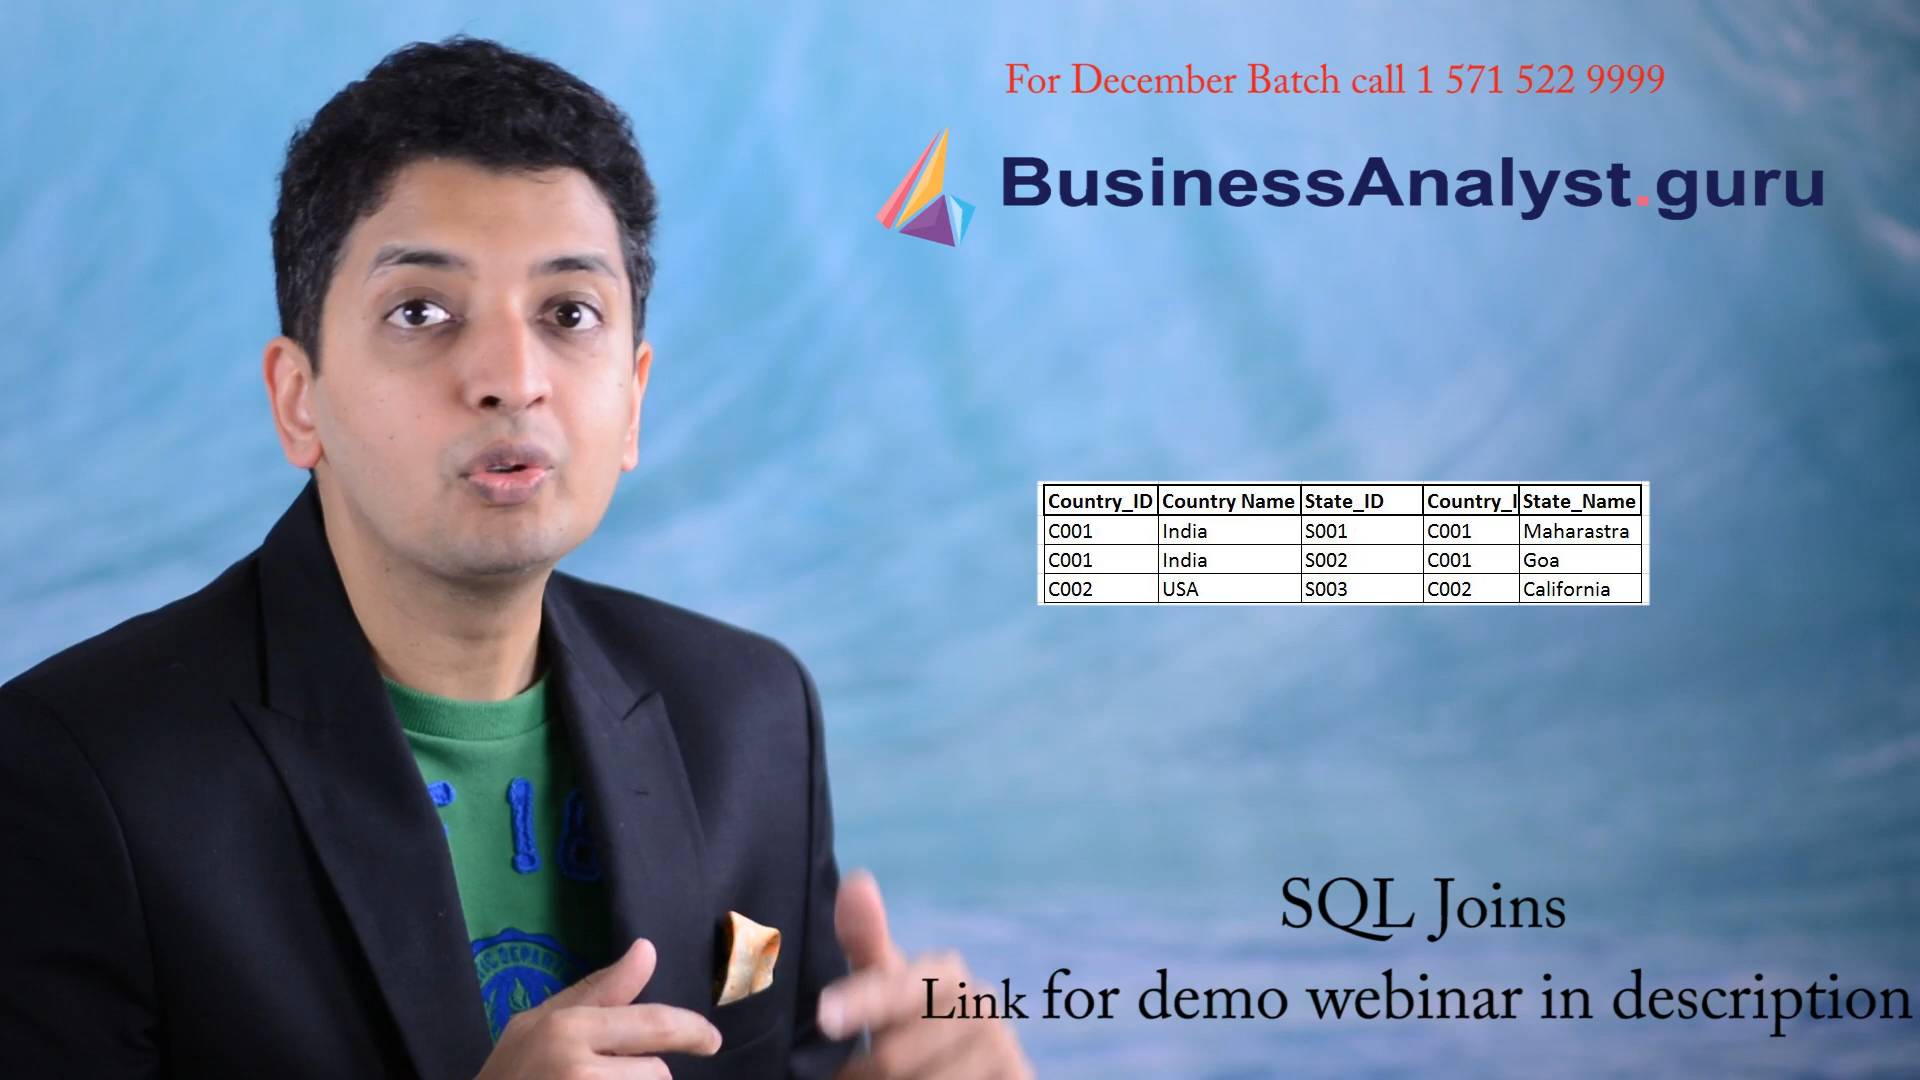 For December Batch call 1 571 522 9999
BusinessAnalyst.guru
Country_ID Country Name State_ID Country_I State_Name
C001 India S001 C001 Maharastra
C001 India S002 C001 Goa
C002 USA S003 C002 California
SQL Joins
Link for demo webinar in description